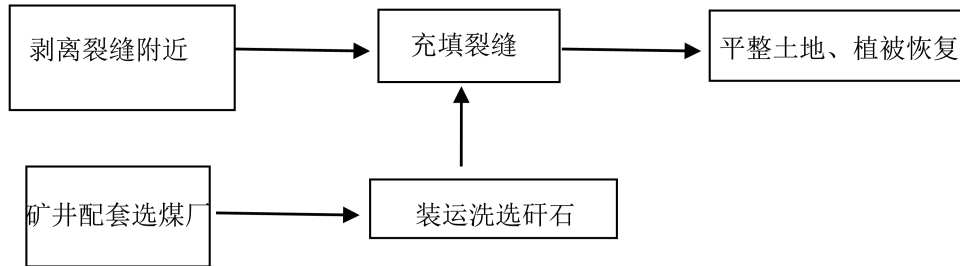 剥离裂缝附近
充填裂缝
平整土地、植被恢复
矿井配套选煤厂
装运洗选矸石